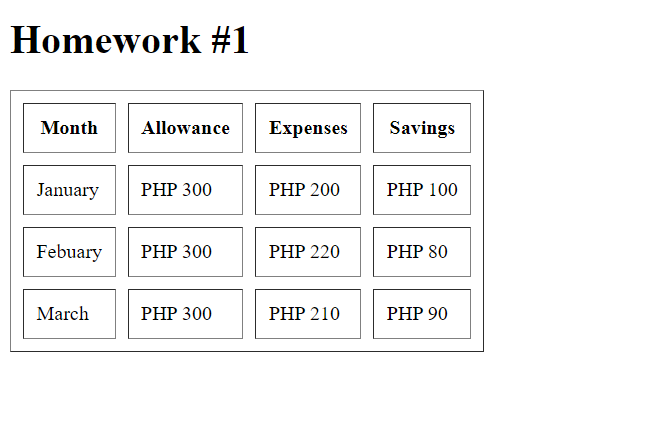 Homework #1
Month Allowance Expenses Savings
January PHP 300 PHP 200 PHP 100
Febuary PHP 300 PHP 220 PHP 80
March PHP 300 PHP 210 PHP 90